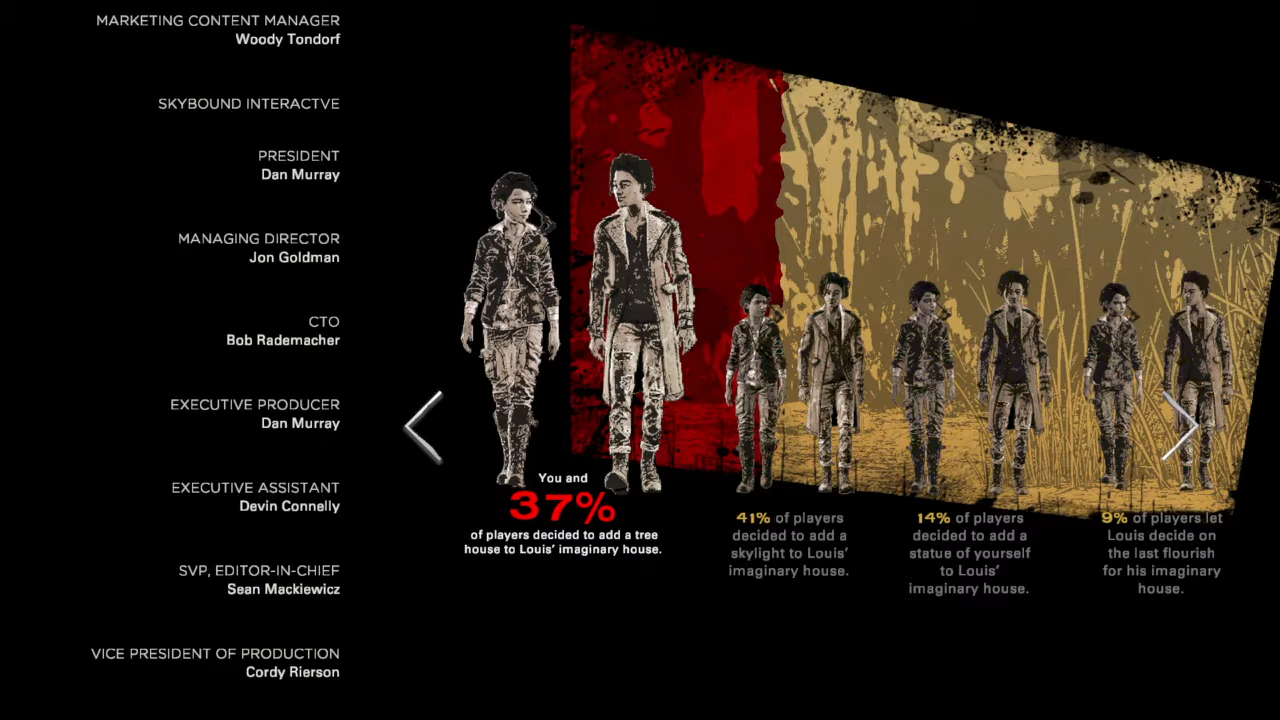 MARKETING CONTENT MANAGER
Woody Tondorf
SKYBOUND INTERACTVE
PRESIDENT
Dan Murray
MANAGING DIRECTOR
Jon Goldman
CTO
Bob Rademacher
EXECUTIVE PRODUCER
Dan Murray
EXECUTIVE ASSISTANT
Devin Connelly
SVP, EDITOR-IN-CHIEF
Sean Mackiewicz
VICE PRESIDENT OF PRODUCTION
Cordy Rierson
You and
37%
of players decided to add a tree
house to Louis' imaginary house.
41% of players
decided to add a
skylight to Louis'
imaginary house.
14% of players
decided to add a
statue of yourself
to Louis'
imaginary house.
9% of players let
Louis decide on
the last flourish
for his imaginary
house.